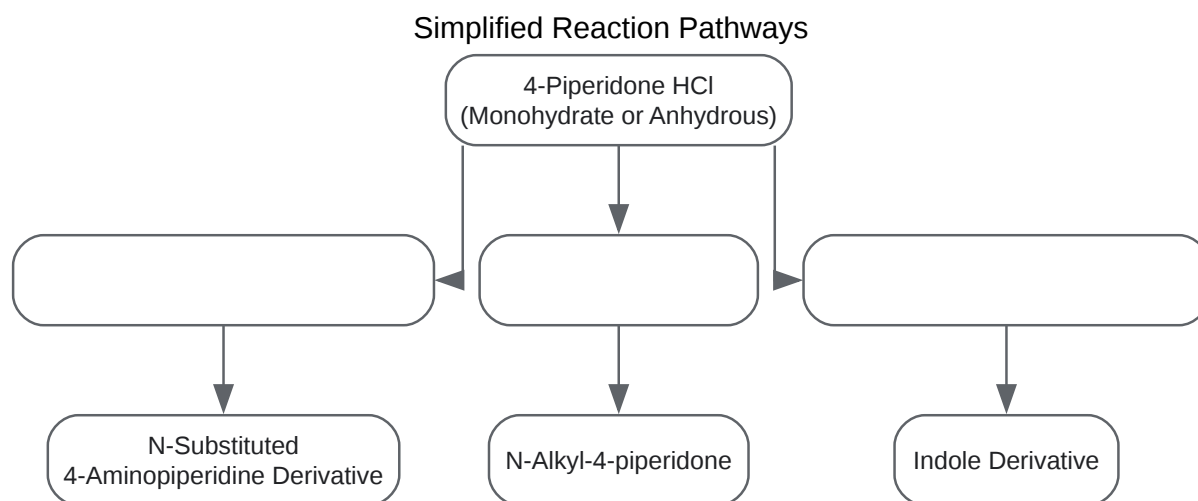 Simplified Reaction Pathways
4-Piperidone HCl
(Monohydrate or Anhydrous)
N-Substituted
4-Aminopiperidine Derivative
N-Alkyl-4-piperidone
Indole Derivative